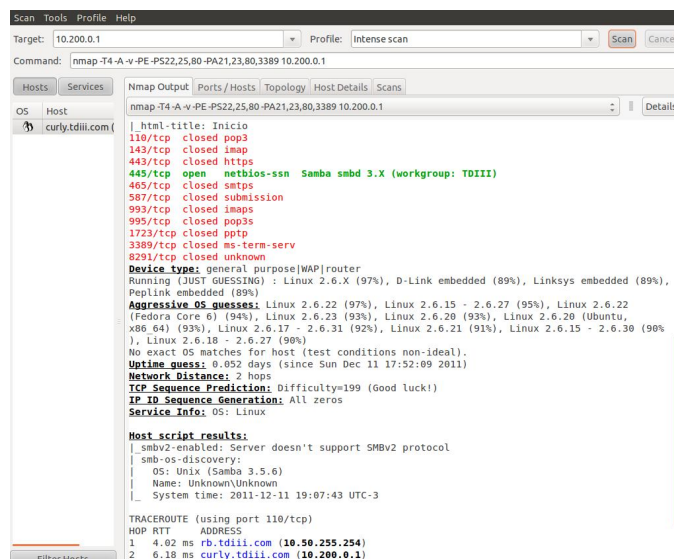 Scan Tools Profile Help
Target: 10.200.0.1 Profile: Intense scan Scan Cance
Command: nmap -T4 -A -v -PE -PS22,25,80 -PA21,23,80,3389 10.200.0.1
Hosts Services Nmap Output Ports / Hosts Topology Host Details Scans
OS Host nmap -T4 -A -v -PE -PS22,25,80 -PA21,23,80,3389 10.200.0.1 Details
curly.tdiii.com (
|_html-title: Inicio
110/tcp closed pop3
143/tcp closed imap
443/tcp closed https
445/tcp open netbios-ssn Samba smbd 3.X (workgroup: TDIII)
465/tcp closed smtps
587/tcp closed submission
993/tcp closed imaps
995/tcp closed pop3s
1723/tcp closed pptp
3389/tcp closed ms-term-serv
8291/tcp closed unknown
Device type: general purpose|WAP|router
Running (JUST GUESSING) : Linux 2.6.X (97%), D-Link embedded (89%), Linksys embedded (89%),
Peplink embedded (89%)
Aggressive OS guesses: Linux 2.6.22 (97%), Linux 2.6.15 - 2.6.27 (95%), Linux 2.6.22
(Fedora Core 6) (94%), Linux 2.6.23 (93%), Linux 2.6.20 (93%), Linux 2.6.20 (Ubuntu,
x86_64) (93%), Linux 2.6.17 - 2.6.31 (92%), Linux 2.6.21 (91%), Linux 2.6.15 - 2.6.30 (90%
), Linux 2.6.18 - 2.6.27 (90%)
No exact OS matches for host (test conditions non-ideal).
Uptime guess: 0.052 days (since Sun Dec 11 17:52:09 2011)
Network Distance: 2 hops
TCP Sequence Prediction: Difficulty=199 (Good luck!)
IP ID Sequence Generation: All zeros
Service Info: OS: Linux
Host script results:
|_smbv2-enabled: Server doesn't support SMBv2 protocol
| smb-os-discovery:
| OS: Unix (Samba 3.5.6)
| Name: Unknown\Unknown
|_ System time: 2011-12-11 19:07:43 UTC-3
TRACEROUTE (using port 110/tcp)
HOP RTT ADDRESS
1 4.02 ms rb.tdiii.com (10.50.255.254)
2 6.18 ms curly.tdiii.com (10.200.0.1)
Filter Hosts